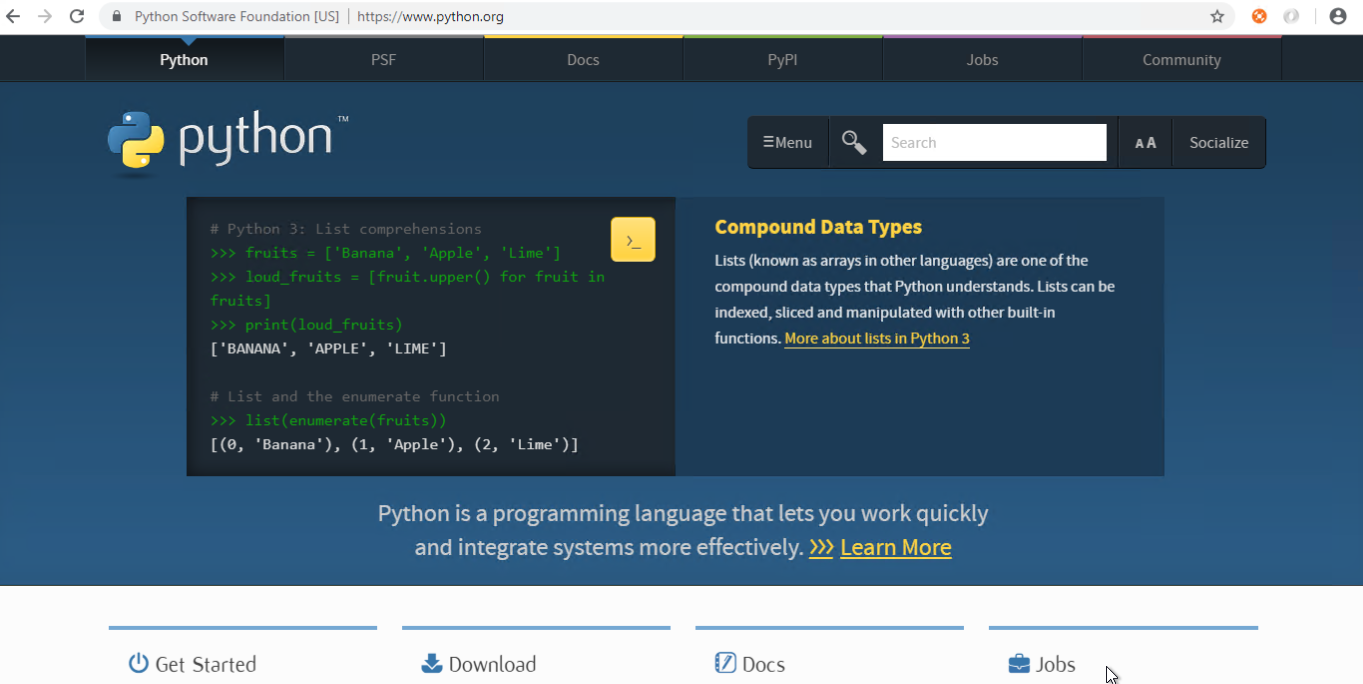 Python Software Foundation [US] | https://www.python.org
Python PSF Docs PyPI Jobs Community
python™
☰Menu Search AA Socialize
# Python 3: List comprehensions
>>> fruits = ['Banana', 'Apple', 'Lime']
>>> loud_fruits = [fruit.upper() for fruit in
fruits]
>>> print(loud_fruits)
['BANANA', 'APPLE', 'LIME']
# List and the enumerate function
>>> list(enumerate(fruits))
[(0, 'Banana'), (1, 'Apple'), (2, 'Lime')]
>_
Compound Data Types
Lists (known as arrays in other languages) are one of the
compound data types that Python understands. Lists can be
indexed, sliced and manipulated with other built-in
functions. More about lists in Python 3
Python is a programming language that lets you work quickly
and integrate systems more effectively. >>> Learn More
Get Started Download Docs Jobs